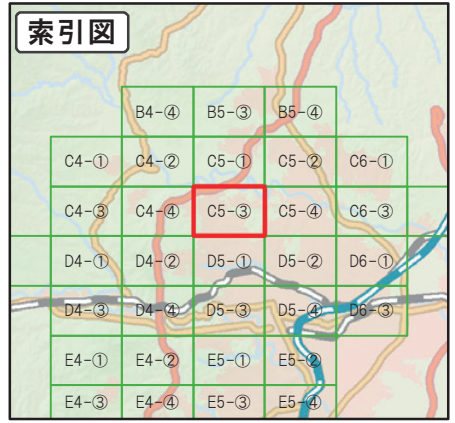 索引図
B4-④ B5-③ B5-④
C4-① C4-② C5-① C5-② C6-①
C4-③ C4-④ C5-③ C5-④ C6-③
D4-① D4-② D5-① D5-② D6-①
D4-③ D4-④ D5-③ D5-④ D6-③
E4-① E4-② E5-① E5-②
E4-③ E4-④ E5-③ E5-④